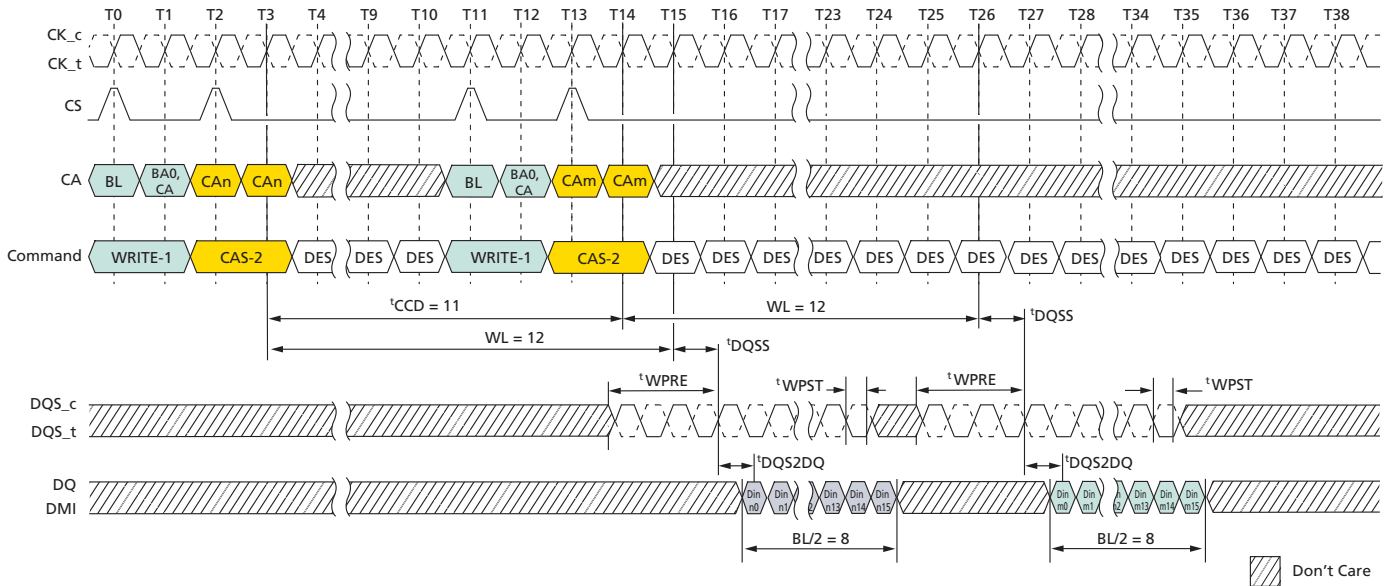 T0 T1 T2 T3 T4 T9 T10 T11 T12 T13 T14 T15 T16 T17 T23 T24 T25 T26 T27 T28 T34 T35 T36 T37 T38
CK_c
CK_t
CS
CA BL BA0, CA CAn CAn BL BA0, CA CAm CAm
Command WRITE-1 CAS-2 DES DES DES WRITE-1 CAS-2 DES DES DES DES DES DES DES DES DES DES DES DES DES DES
tCCD = 11 WL = 12 tDQSS
WL = 12 tDQSS
tWPRE tWPST tWPRE tWPST
DQS_c
DQS_t
tDQS2DQ tDQS2DQ
DQ
DMI
Din n0 Din n1 Din n13 Din n14 Din n15 Din m0 Din m1 Din m13 Din m14 Din m15
BL/2 = 8 BL/2 = 8
Don't Care